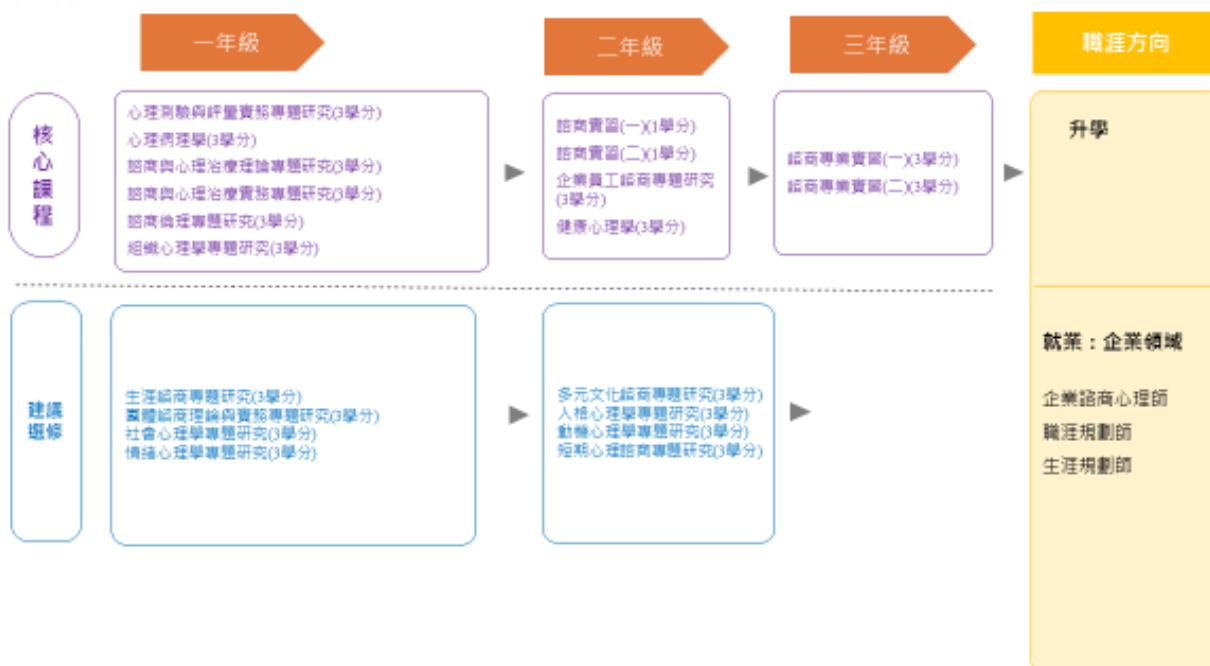 一年級
二年級
三年級
職涯方向
核心課程
心理測驗與評量實務專題研究(3學分)
心理病理學(3學分)
諮商與心理治療理論專題研究(3學分)
諮商與心理治療實務專題研究(3學分)
諮商倫理專題研究(3學分)
組織心理學專題研究(3學分)
諮商實習(一)(1學分)
諮商實習(二)(1學分)
企業員工諮商專題研究
(3學分)
健康心理學(3學分)
諮商專業實習(一)(3學分)
諮商專業實習(二)(3學分)
升學
建議
選修
生涯諮商專題研究(3學分)
團體諮商理論與實務專題研究(3學分)
社會心理學專題研究(3學分)
情緒心理學專題研究(3學分)
多元文化諮商專題研究(3學分)
人格心理學專題研究(3學分)
動機心理學專題研究(3學分)
短期心理諮商專題研究(3學分)
就業：企業領域
企業諮商心理師
職涯規劃師
生涯規劃師